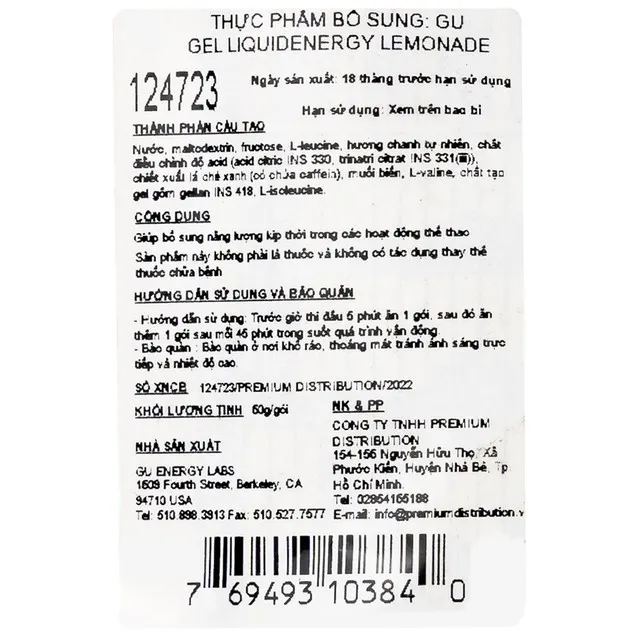 THỰC PHẨM BỔ SUNG: GU
GEL LIQUIDENERGY LEMONADE
124723
Ngày sản xuất: 18 tháng trước hạn sử dụng
Hạn sử dụng: Xem trên bao bì
THÀNH PHẦN CẤU TẠO
Nước, maltodextrin, fructose, L-leucine, hương chanh tự nhiên, chất
điều chỉnh độ acid (acid citric INS 330, trinatri citrat INS 331(iii)),
chiết xuất lá chè xanh (có chứa caffein), muối biển, L-valine, chất tạo
gel gồm gellan INS 418, L-isoleucine.
CÔNG DỤNG
Giúp bổ sung năng lượng kịp thời trong các hoạt động thể thao
Sản phẩm này không phải là thuốc và không có tác dụng thay thế
thuốc chữa bệnh
HƯỚNG DẪN SỬ DỤNG VÀ BẢO QUẢN
- Hướng dẫn sử dụng: Trước giờ thi đấu 5 phút ăn 1 gói, sau đó ăn
thêm 1 gói sau mỗi 45 phút trong suốt quá trình vận động.
- Bảo quản : Bảo quản ở nơi khô ráo, thoáng mát tránh ánh sáng trực
tiếp và nhiệt độ cao.
SỐ XNCB 124723/PREMIUM DISTRIBUTION/2022
KHỐI LƯỢNG TỊNH 60g/gói
NHÀ SẢN XUẤT
GU ENERGY LABS
1609 Fourth Street, Berkeley, CA
94710 USA
Tel: 510.898.3913 Fax: 510.527.7577
NK & PP
CÔNG TY TNHH PREMIUM
DISTRIBUTION
154-156 Nguyễn Hữu Thọ, Xã
Phước Kiển, Huyện Nhà Bè, Tp
Hồ Chí Minh.
Tel: 02854165188
E-mail: info@premiumdistribution.v
7 69493 10384 0